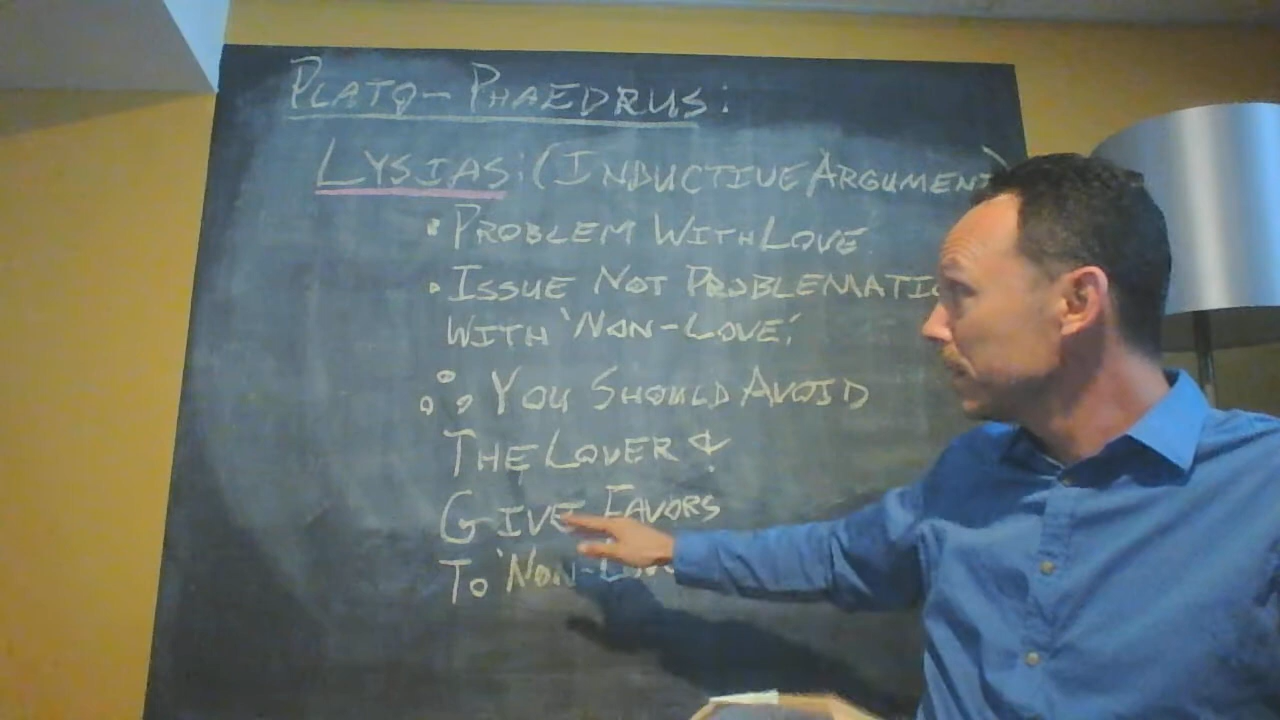 PLATO – PHAEDRUS:
LYSIAS: (INDUCTIVE ARGUMENT)
• PROBLEM WITH LOVE
• ISSUE NOT PROBLEMATIC
WITH 'NON-LOVE'
∴ YOU SHOULD AVOID
THE LOVER &
GIVE FAVORS
TO 'NON-